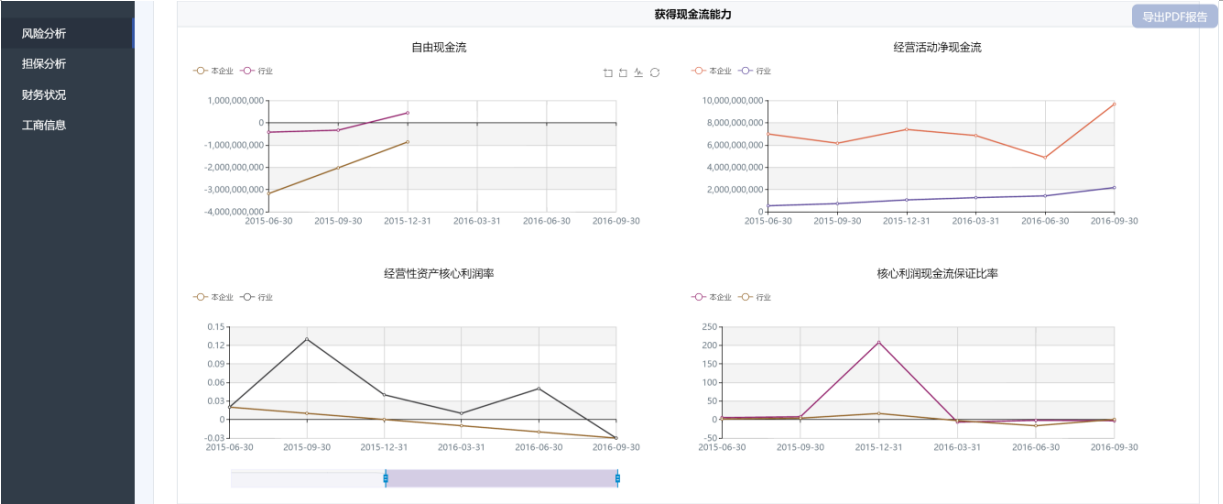 获得现金流能力
导出PDF报告
风险分析
担保分析
财务状况
工商信息
自由现金流
本企业 行业
1,000,000,000
0
-1,000,000,000
-2,000,000,000
-3,000,000,000
-4,000,000,000
2015-06-30 2015-09-30 2015-12-31 2016-03-31 2016-06-30 2016-09-30
经营活动净现金流
本企业 行业
10,000,000,000
8,000,000,000
6,000,000,000
4,000,000,000
2,000,000,000
0
2015-06-30 2015-09-30 2015-12-31 2016-03-31 2016-06-30 2016-09-30
经营性资产核心利润率
本企业 行业
0.15
0.12
0.09
0.06
0.03
0
-0.03
2015-06-30 2015-09-30 2015-12-31 2016-03-31 2016-06-30 2016-09-30
核心利润现金流保证比率
本企业 行业
250
200
150
100
50
0
-50
2015-06-30 2015-09-30 2015-12-31 2016-03-31 2016-06-30 2016-09-30